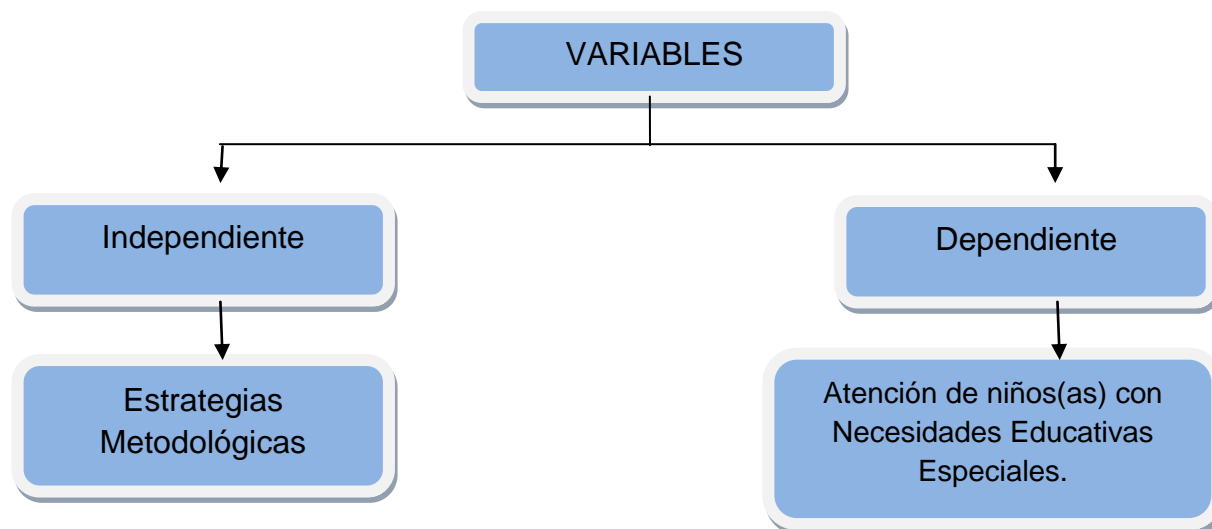 VARIABLES
Independiente
Dependiente
Estrategias
Metodológicas
Atención de niños(as) con
Necesidades Educativas
Especiales.